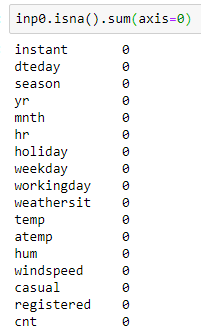 inp0.isna().sum(axis=0)
instant 0
dteday 0
season 0
yr 0
mnth 0
hr 0
holiday 0
weekday 0
workingday 0
weathersit 0
temp 0
atemp 0
hum 0
windspeed 0
casual 0
registered 0
cnt 0